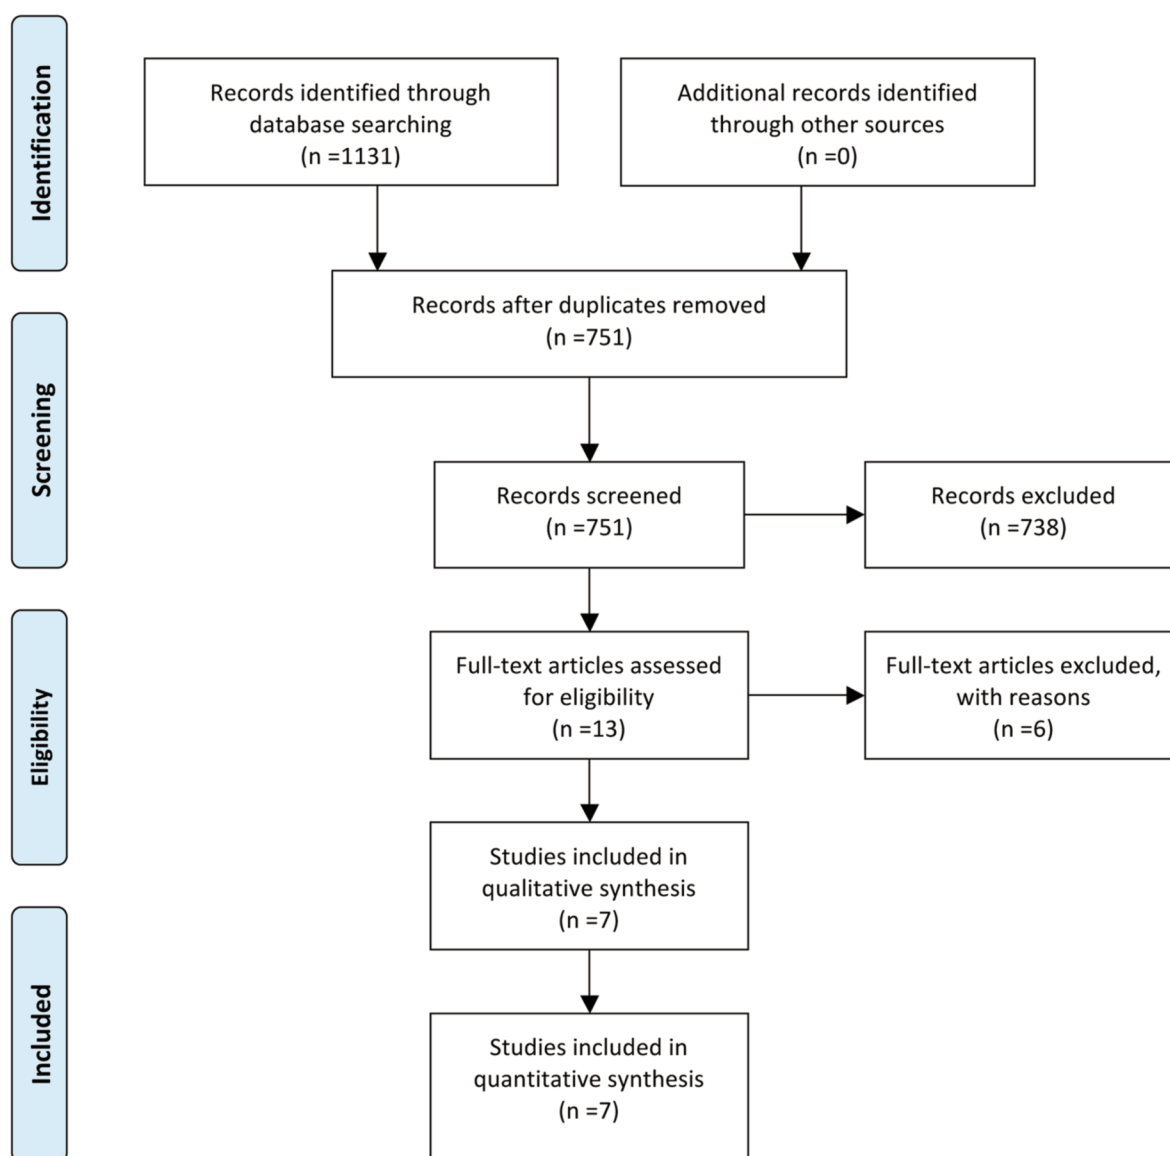 Identification
Records identified through
database searching
(n =1131)
Additional records identified
through other sources
(n =0)
Records after duplicates removed
(n =751)
Screening
Records screened
(n =751)
Records excluded
(n =738)
Eligibility
Full-text articles assessed
for eligibility
(n =13)
Full-text articles excluded,
with reasons
(n =6)
Studies included in
qualitative synthesis
(n =7)
Included
Studies included in
quantitative synthesis
(n =7)